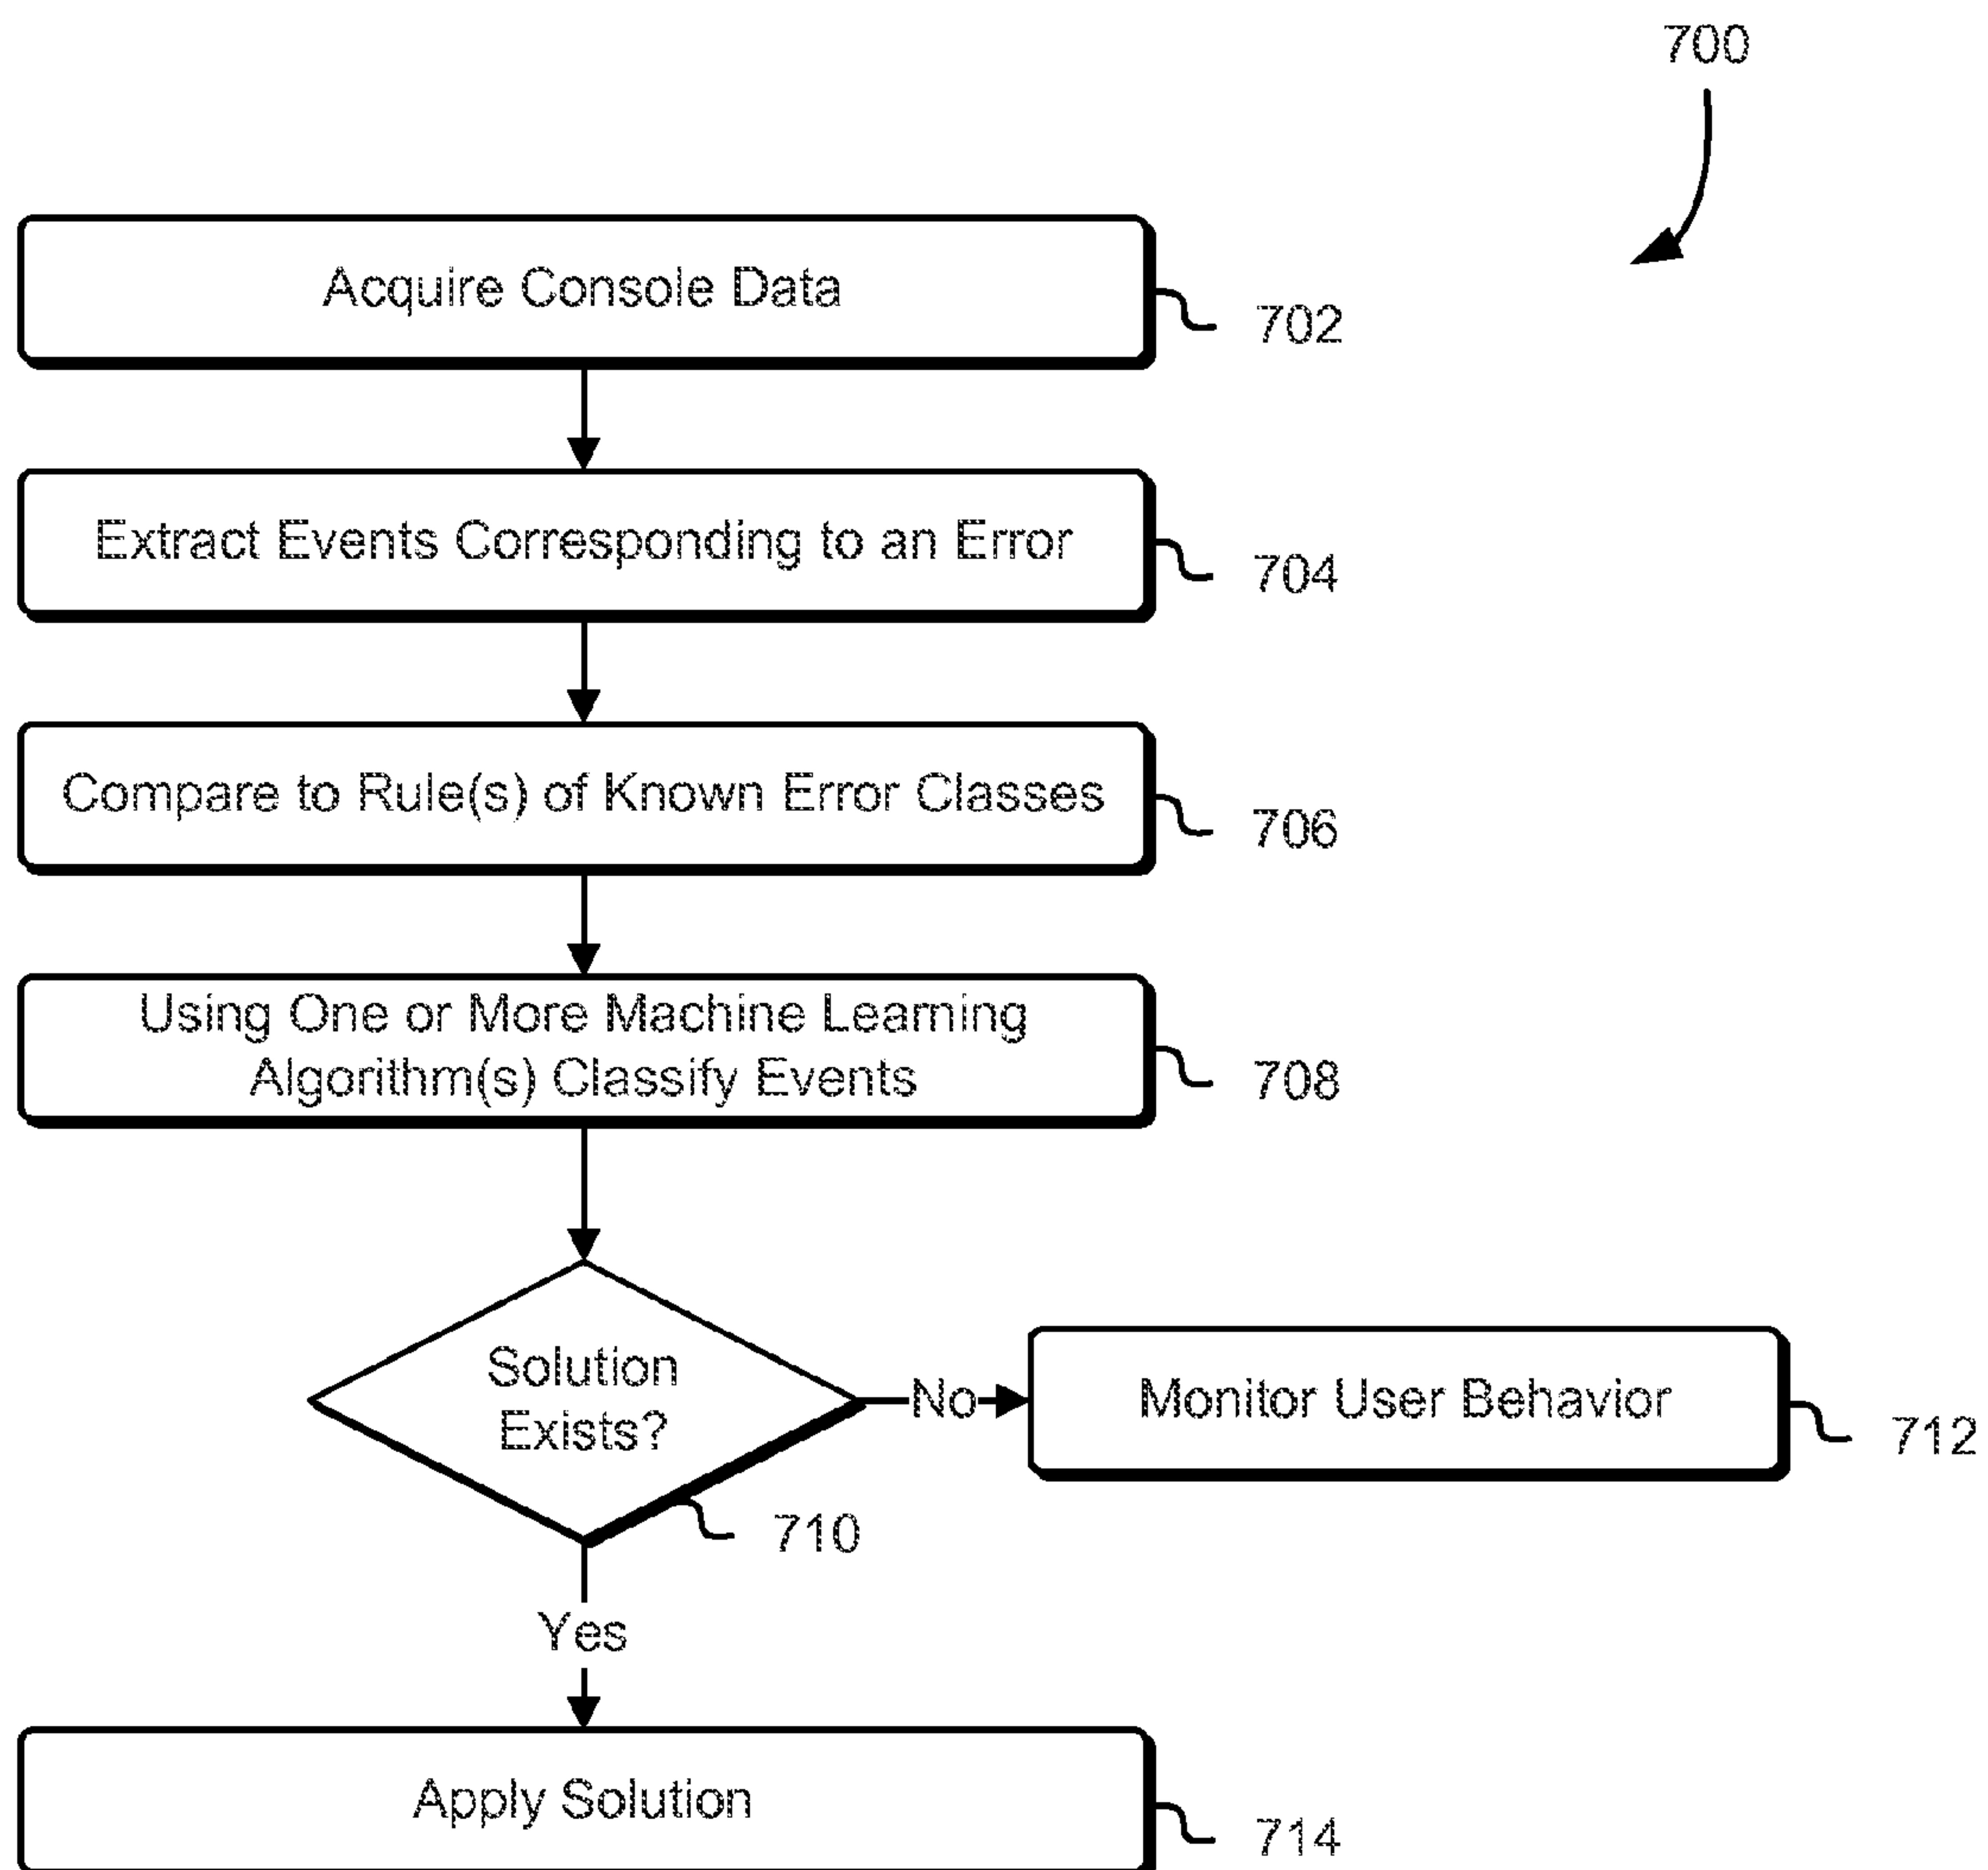 700
Acquire Console Data
702
Extract Events Corresponding to an Error
704
Compare to Rule(s) of Known Error Classes
706
Using One or More Machine Learning
Algorithm(s) Classify Events
708
Solution
Exists?
No
Monitor User Behavior
712
710
Yes
Apply Solution
714